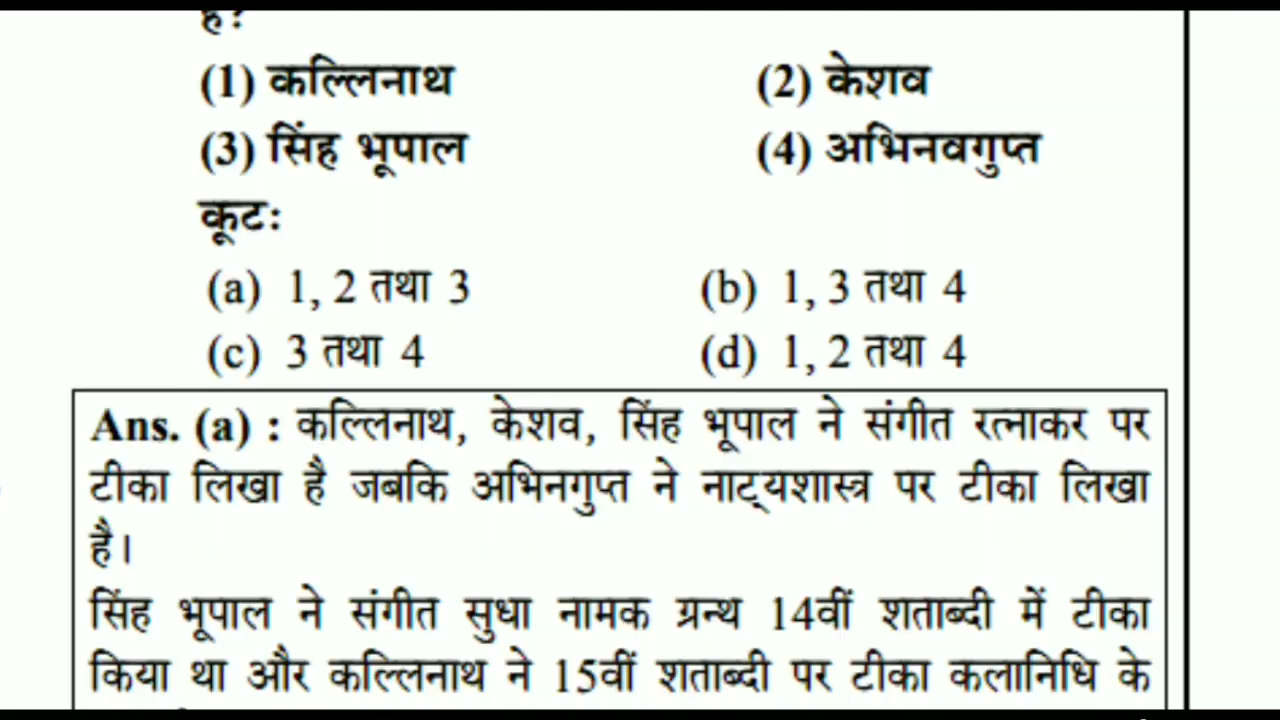 है?
(1) कल्लिनाथ (2) केशव
(3) सिंह भूपाल (4) अभिनवगुप्त
कूटः
(a) 1, 2 तथा 3 (b) 1, 3 तथा 4
(c) 3 तथा 4 (d) 1, 2 तथा 4
Ans. (a) : कल्लिनाथ, केशव, सिंह भूपाल ने संगीत रत्नाकर पर
टीका लिखा है जबकि अभिनगुप्त ने नाट्यशास्त्र पर टीका लिखा
है।
सिंह भूपाल ने संगीत सुधा नामक ग्रन्थ 14वीं शताब्दी में टीका
किया था और कल्लिनाथ ने 15वीं शताब्दी पर टीका कलानिधि के